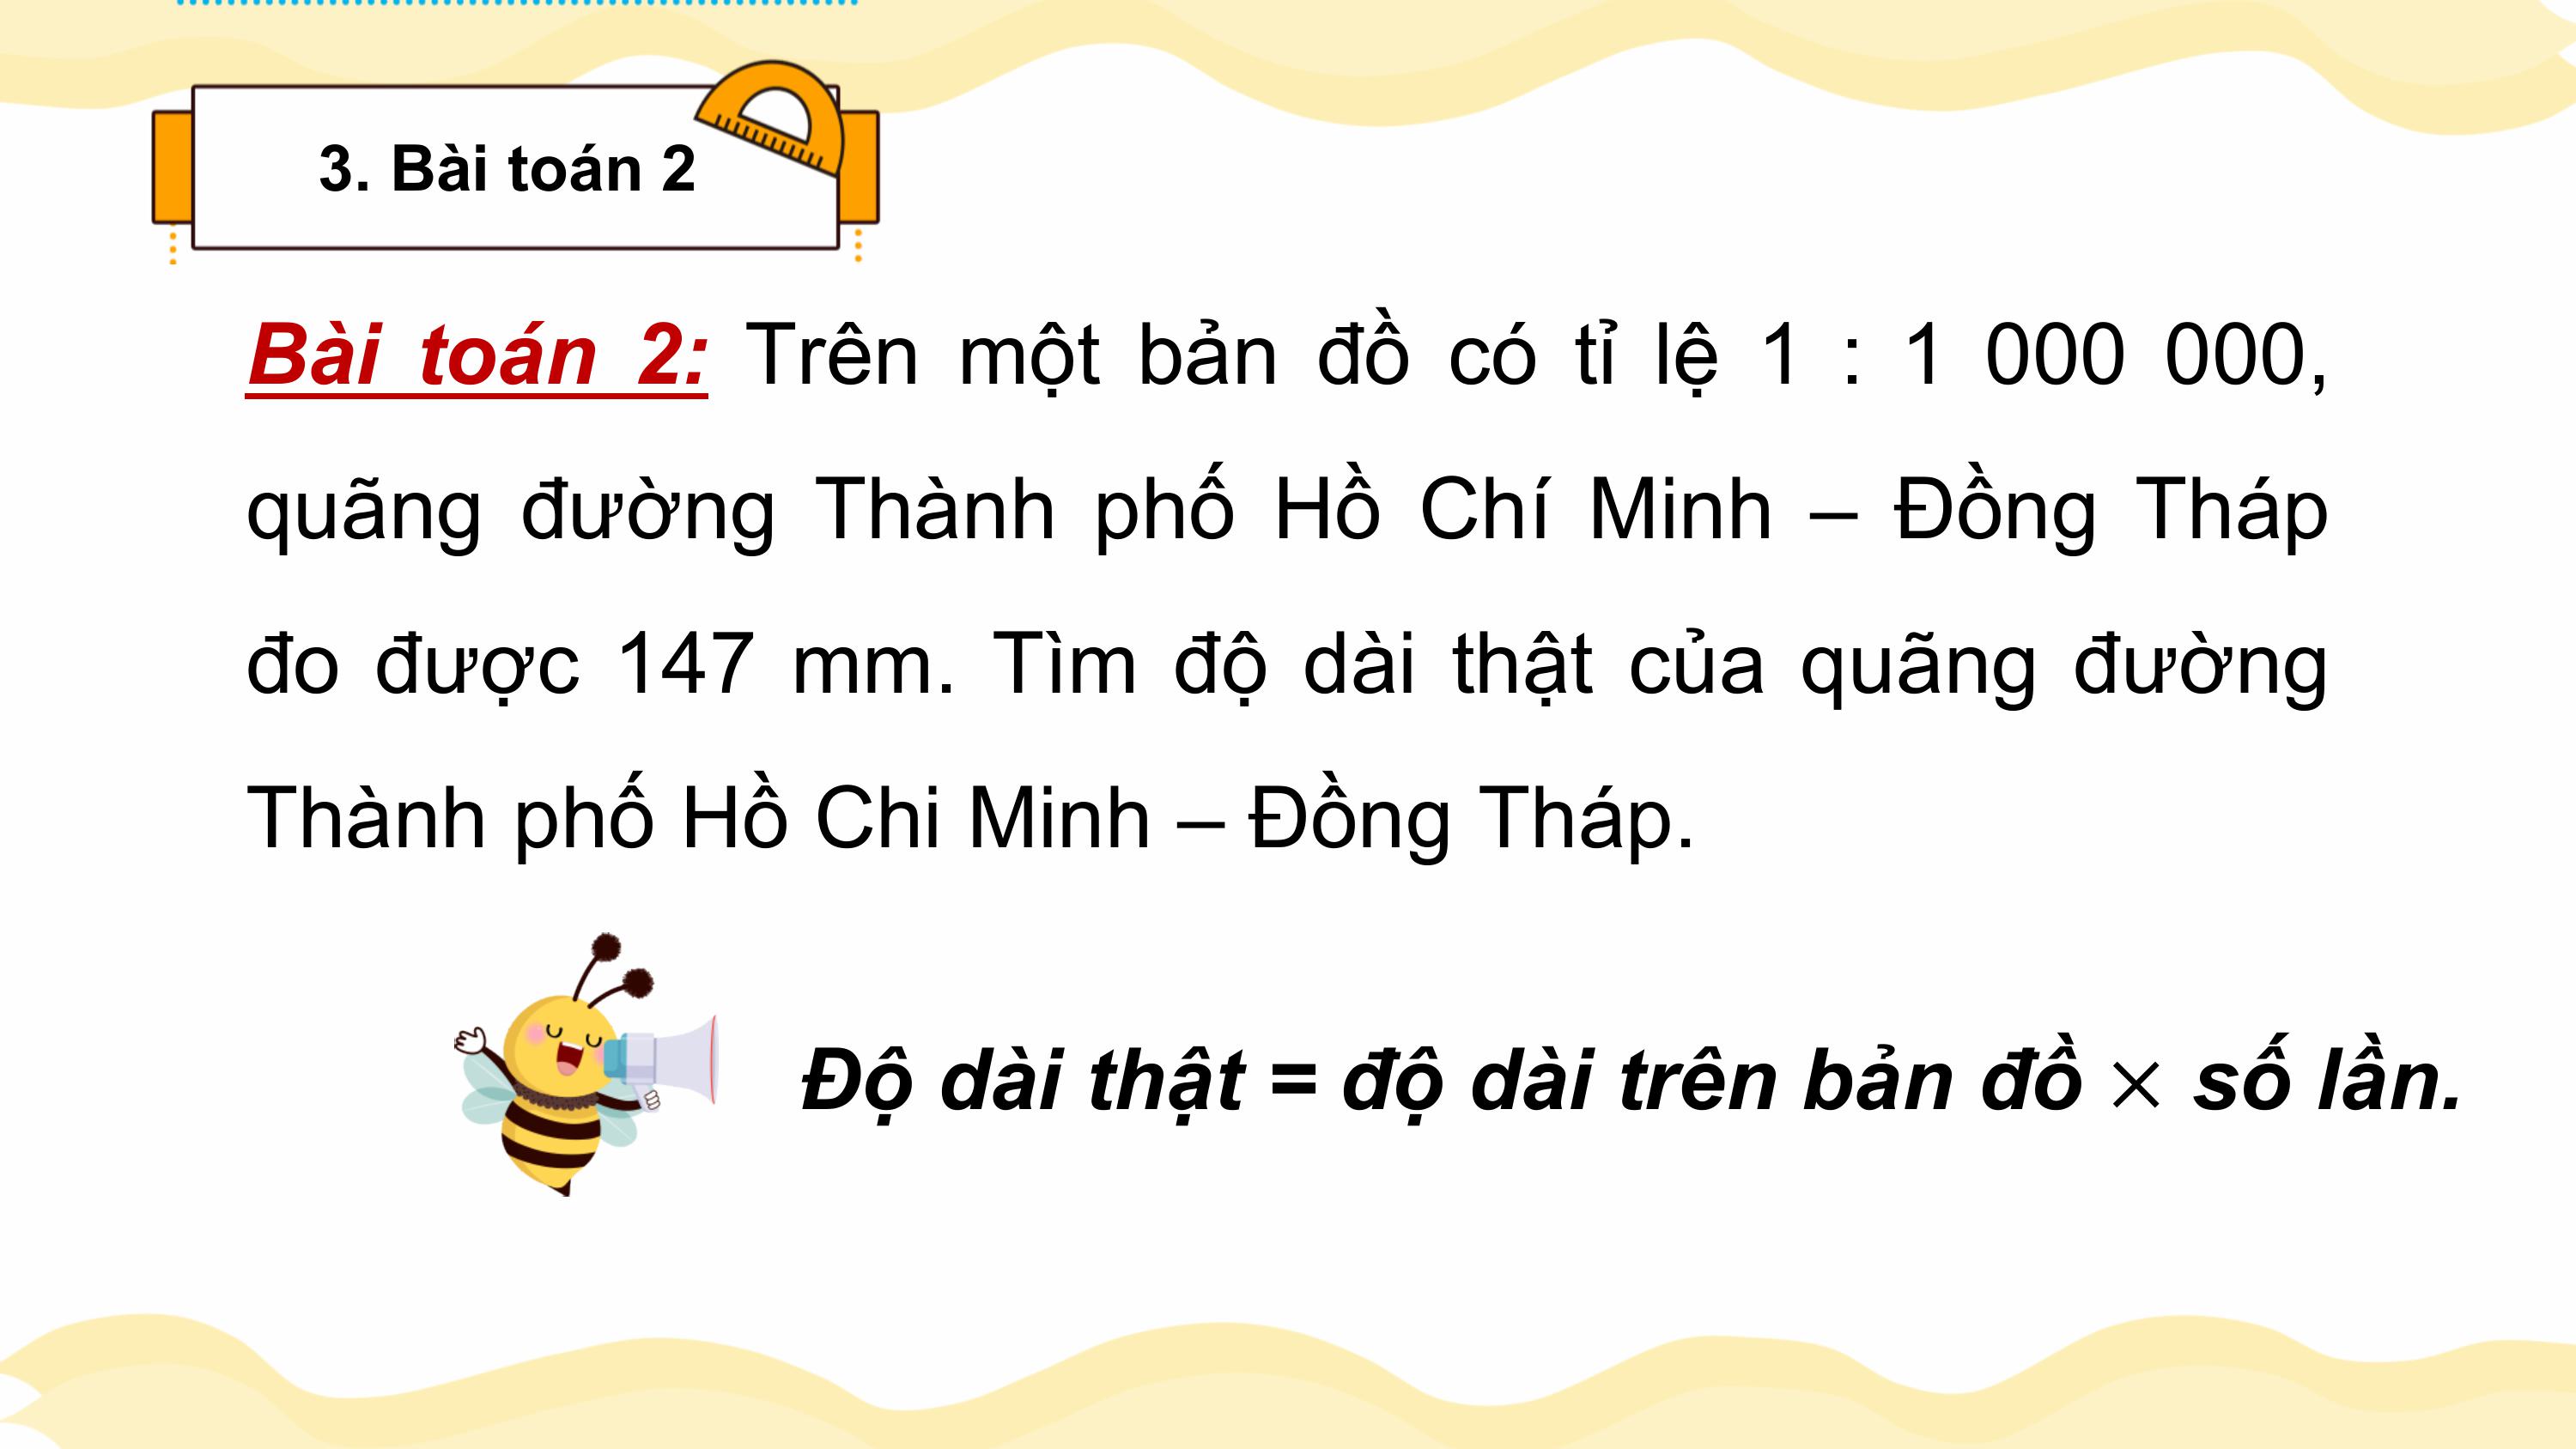 3. Bài toán 2
Bài toán 2: Trên một bản đồ có tỉ lệ 1 : 1 000 000,
quãng đường Thành phố Hồ Chí Minh – Đồng Tháp
đo được 147 mm. Tìm độ dài thật của quãng đường
Thành phố Hồ Chi Minh – Đồng Tháp.
Độ dài thật = độ dài trên bản đồ × số lần.